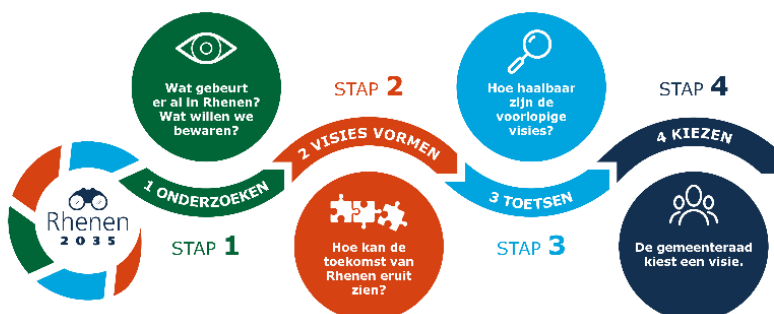 Rhenen
2035
1 ONDERZOEKEN
STAP 1
Wat gebeurt
er al in Rhenen?
Wat willen we
bewaren?
STAP 2
2 VISIES VORMEN
Hoe kan de
toekomst van
Rhenen eruit
zien?
Hoe haalbaar
zijn de
voorlopige
visies?
3 TOETSEN
STAP 3
STAP 4
4 KIEZEN
De gemeenteraad
kiest een visie.